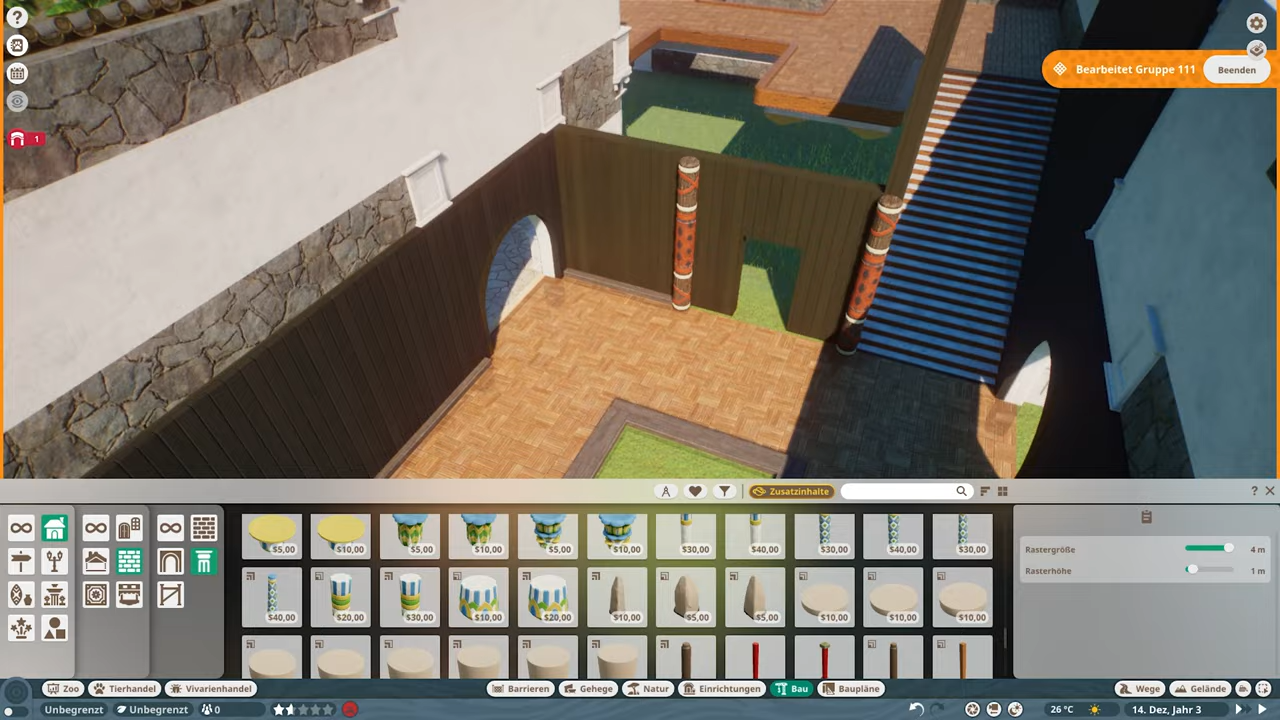 ?
Bearbeitet Gruppe 111
Beenden
1
Zusatzinhalte
?
$5,00
$10,00
$5,00
$10,00
$5,00
$10,00
$30,00
$40,00
$30,00
$40,00
$30,00
$40,00
$20,00
$30,00
$10,00
$20,00
$10,00
$5,00
$5,00
$10,00
$10,00
$10,00
Rastergröße
4 m
Rasterhöhe
1 m
Zoo
Tierhandel
Vivarienhandel
Barrieren
Gehege
Natur
Einrichtungen
Bau
Baupläne
Wege
Gelände
Unbegrenzt
Unbegrenzt
0
26 °C
14. Dez, Jahr 3